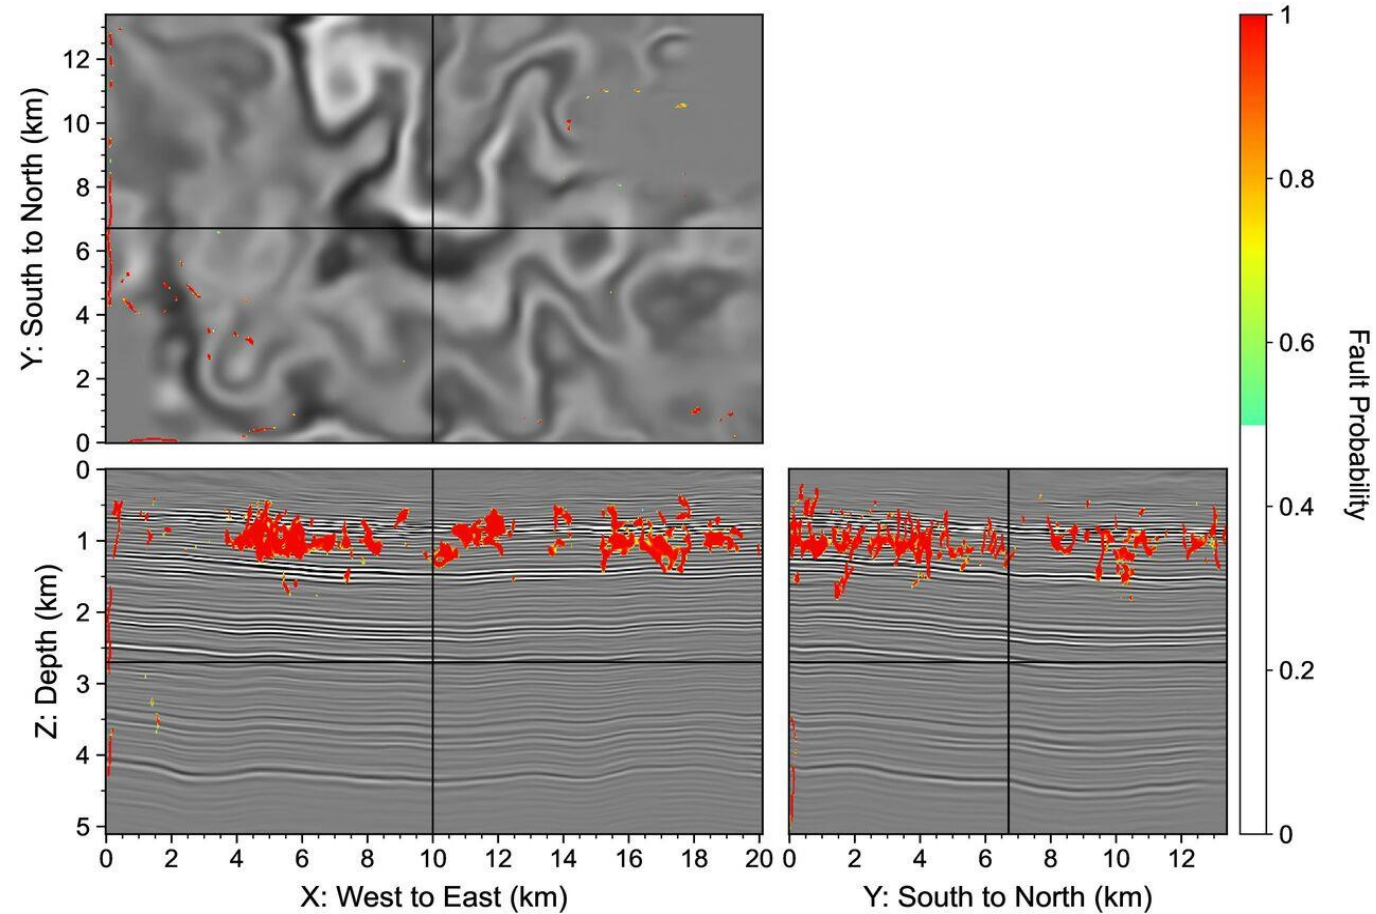 12
10
8
6
4
2
0
Y: South to North (km)
0
1
2
3
4
5
Z: Depth (km)
0 2 4 6 8 10 12 14 16 18 20
X: West to East (km)
0 2 4 6 8 10 12
Y: South to North (km)
1
0.8
0.6
0.4
0.2
0
Fault Probability